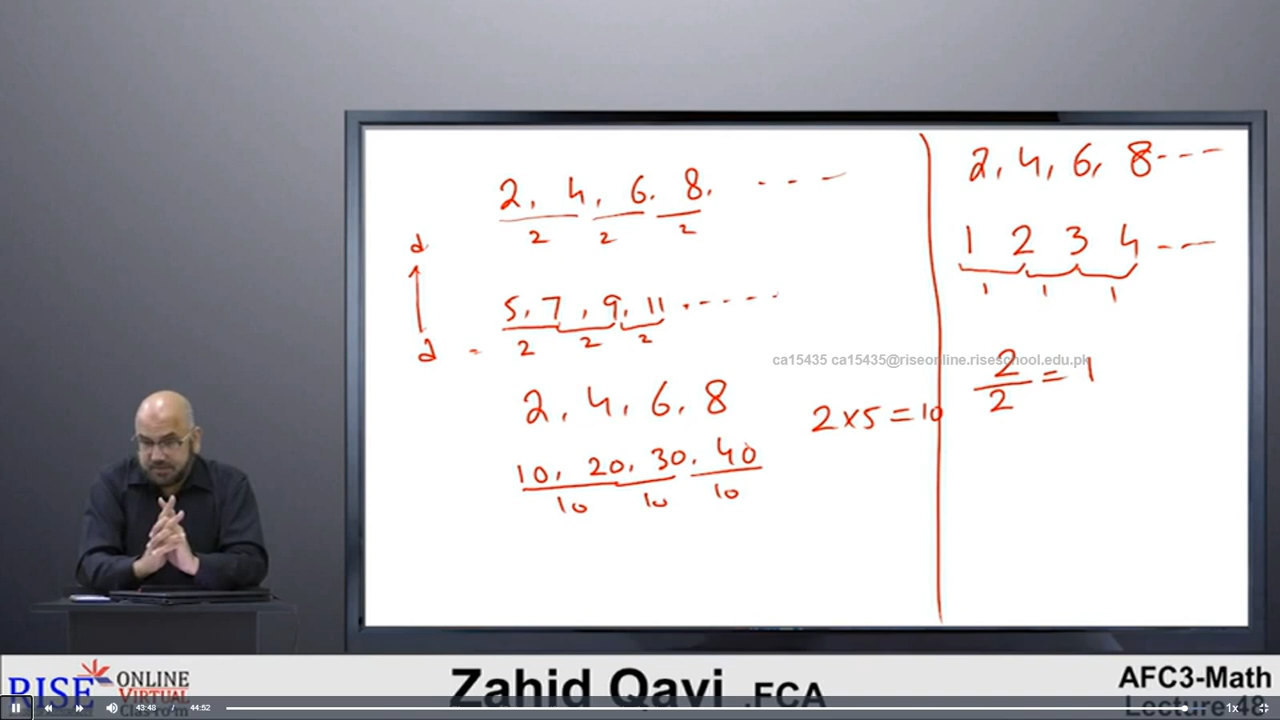 2, 4, 6, 8, - - -
2 2 2
d
5, 7, 9, 11 - - - - -
d = 2 2 2
2, 4, 6, 8
2 x 5 = 10
10, 20, 30, 40
10 10 10
2, 4, 6, 8 - - -
1 2 3 4 - - -
1 1 1
2/2 = 1
ca15435 ca15435@riseonline.riseschool.edu.pk
RISE ONLINE VIRTUAL Classroom
Zahid Qavi .FCA
AFC3-Math
Lecture 48
43:48 / 44:52
1x